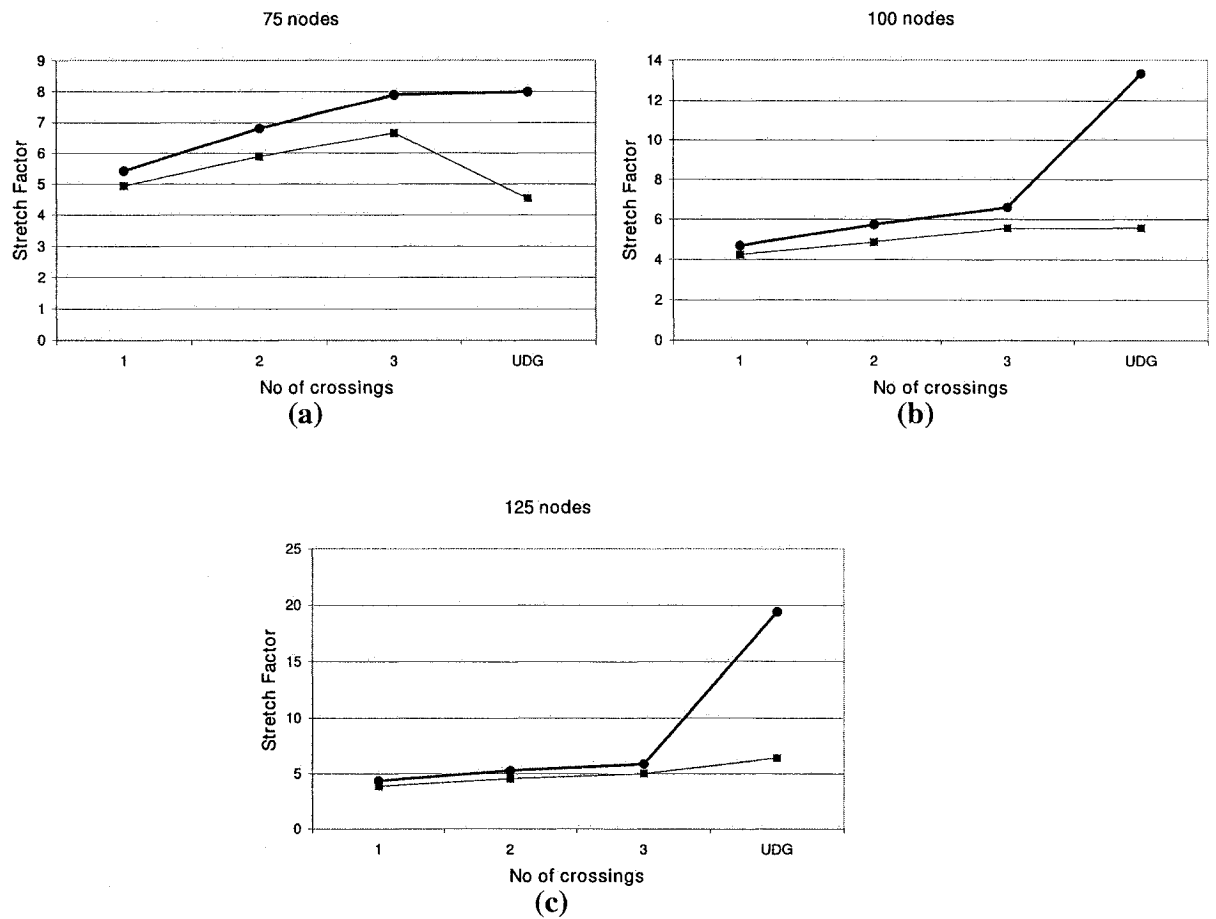 75 nodes
9
8
7
6
5
4
3
2
1
0
Stretch Factor
1 2 3 UDG
No of crossings
(a)
100 nodes
14
12
10
8
6
4
2
0
Stretch Factor
1 2 3 UDG
No of crossings
(b)
125 nodes
25
20
15
10
5
0
Stretch Factor
1 2 3 UDG
No of crossings
(c)